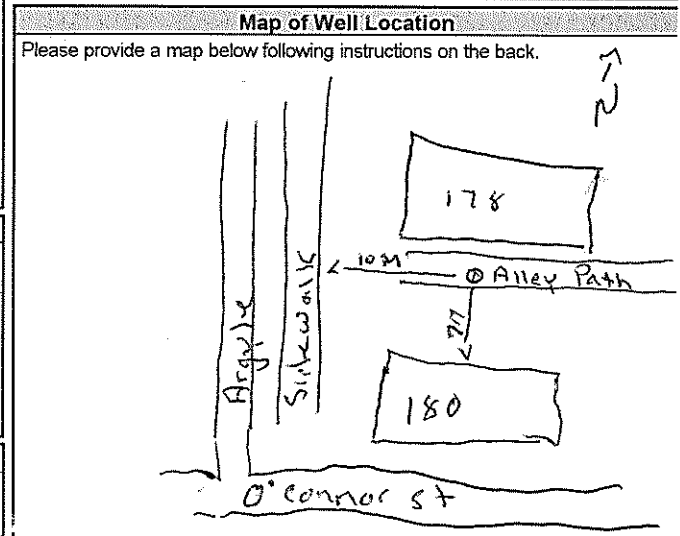 Map of Well Location
Please provide a map below following instructions on the back.
N
178
10M
Alley Path
Argyle
Sidewalk
180
O'Connor St